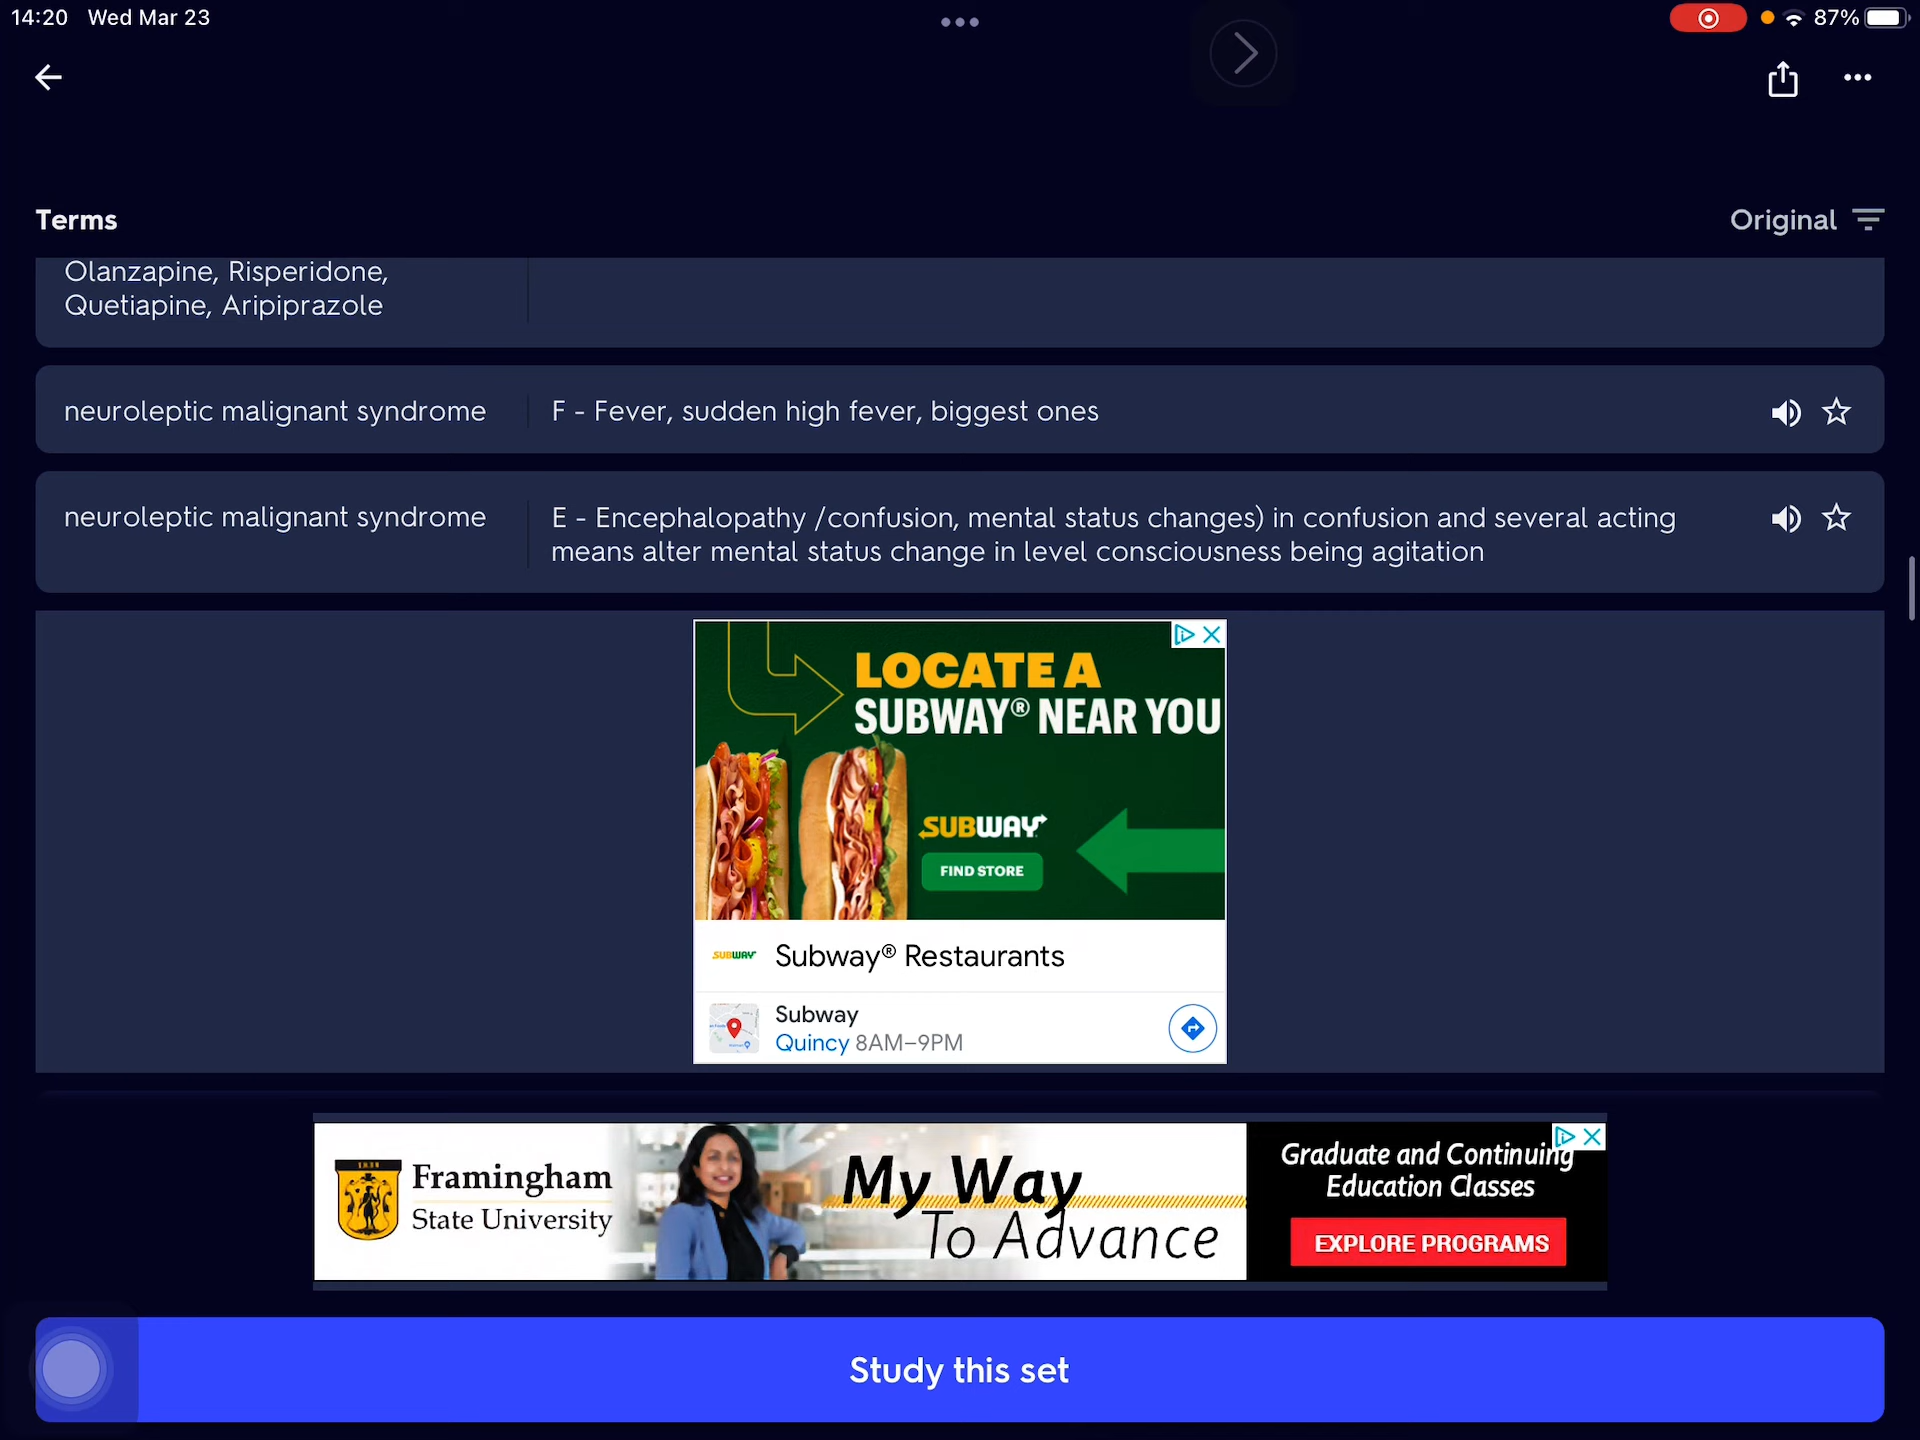 14:20 Wed Mar 23
87%
Terms
Original
Olanzapine, Risperidone,
Quetiapine, Aripiprazole
neuroleptic malignant syndrome
F - Fever, sudden high fever, biggest ones
neuroleptic malignant syndrome
E - Encephalopathy /confusion, mental status changes) in confusion and several acting
means alter mental status change in level consciousness being agitation
LOCATE A
SUBWAY® NEAR YOU
SUBWAY
FIND STORE
SUBWAY
Subway® Restaurants
Subway
Quincy 8AM–9PM
Framingham
State University
My Way
To Advance
Graduate and Continuing
Education Classes
EXPLORE PROGRAMS
Study this set